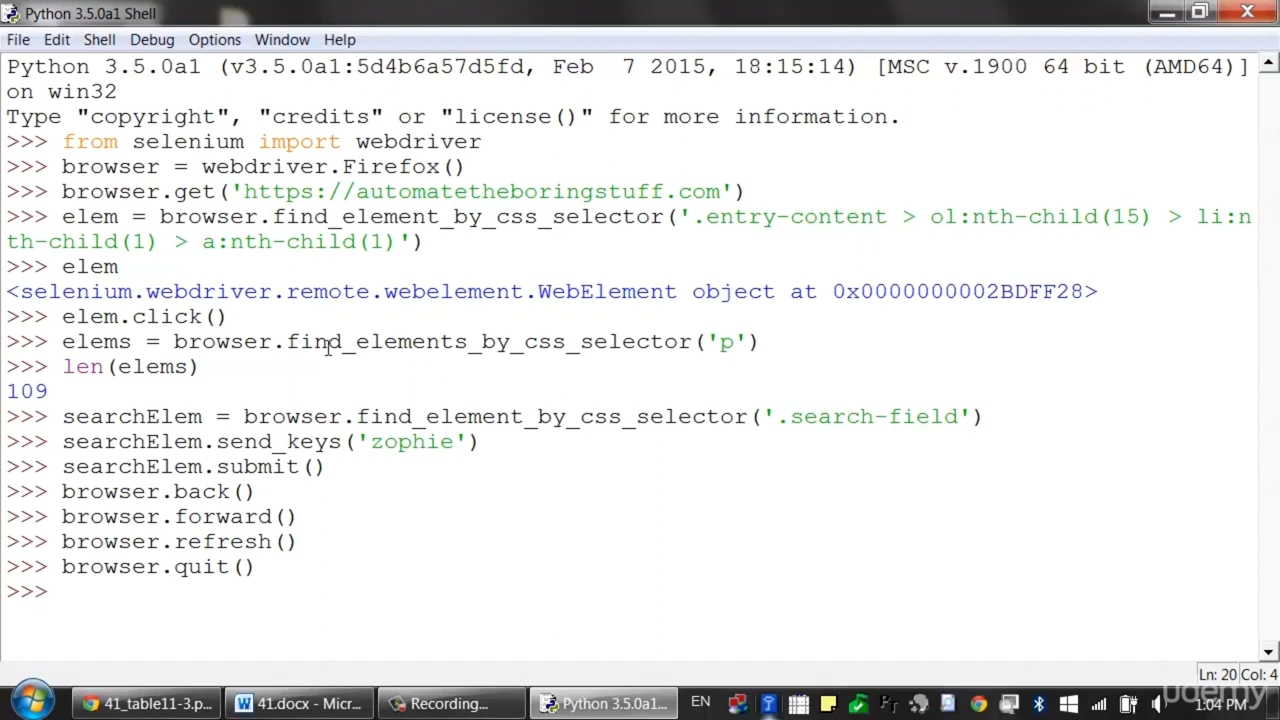 Python 3.5.0a1 Shell
File Edit Shell Debug Options Window Help
Python 3.5.0a1 (v3.5.0a1:5d4b6a57d5fd, Feb  7 2015, 18:15:14) [MSC v.1900 64 bit (AMD64)]
on win32
Type "copyright", "credits" or "license()" for more information.
>>> from selenium import webdriver
>>> browser = webdriver.Firefox()
>>> browser.get('https://automatetheboringstuff.com')
>>> elem = browser.find_element_by_css_selector('.entry-content > ol:nth-child(15) > li:n
th-child(1) > a:nth-child(1)')
>>> elem
<selenium.webdriver.remote.webelement.WebElement object at 0x0000000002BDFF28>
>>> elem.click()
>>> elems = browser.find_elements_by_css_selector('p')
>>> len(elems)
109
>>> searchElem = browser.find_element_by_css_selector('.search-field')
>>> searchElem.send_keys('zophie')
>>> searchElem.submit()
>>> browser.back()
>>> browser.forward()
>>> browser.refresh()
>>> browser.quit()
>>>
Ln: 20 Col: 4
41_table11-3.p... 41.docx - Micr... Recording... Python 3.5.0a1... EN 1:04 PM
udemy